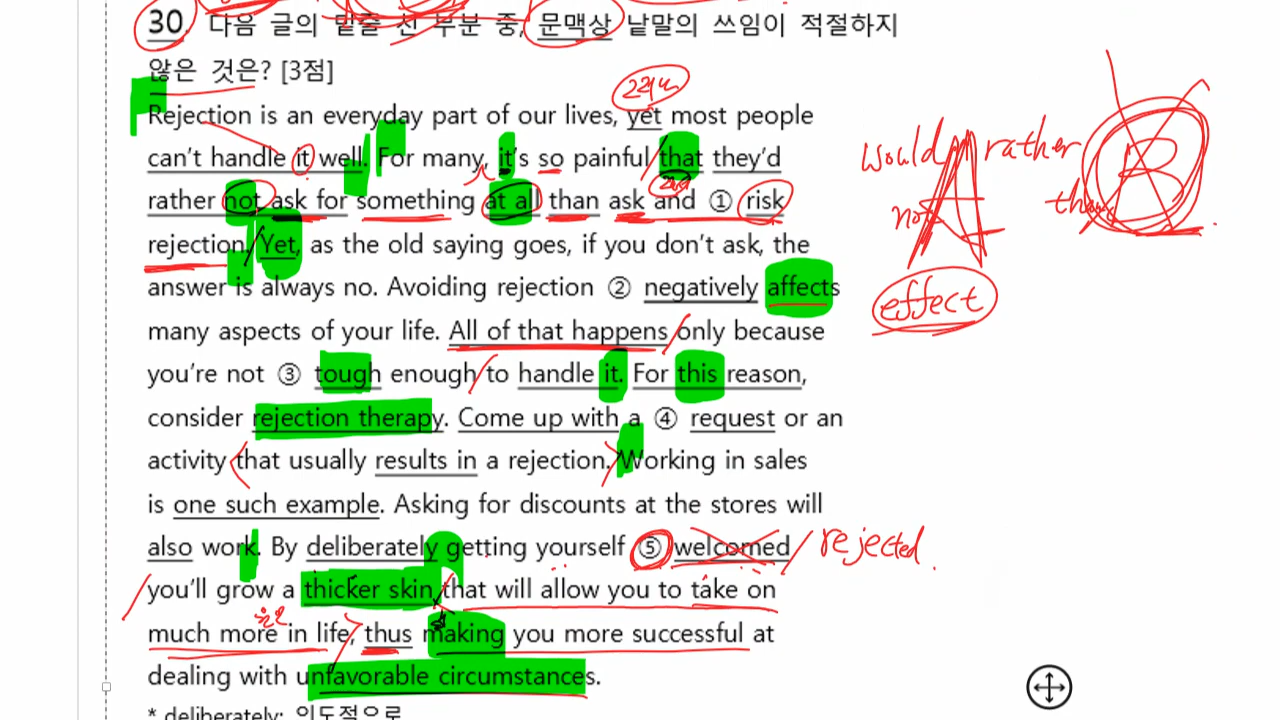 30. 다음 글의 밑줄 친 부분 중, 문맥상 낱말의 쓰임이 적절하지
않은 것은? [3점]
Rejection is an everyday part of our lives, yet most people
can't handle it well. For many, it's so painful that they'd
rather not ask for something at all than ask and ① risk
rejection. Yet, as the old saying goes, if you don't ask, the
answer is always no. Avoiding rejection ② negatively affects
many aspects of your life. All of that happens only because
you're not ③ tough enough to handle it. For this reason,
consider rejection therapy. Come up with a ④ request or an
activity that usually results in a rejection. Working in sales
is one such example. Asking for discounts at the stores will
also work. By deliberately getting yourself ⑤ welcomed rejected.
you'll grow a thicker skin that will allow you to take on
much more in life, thus making you more successful at
dealing with unfavorable circumstances.
* deliberately: 의도적으로
would A rather B
not than
effect